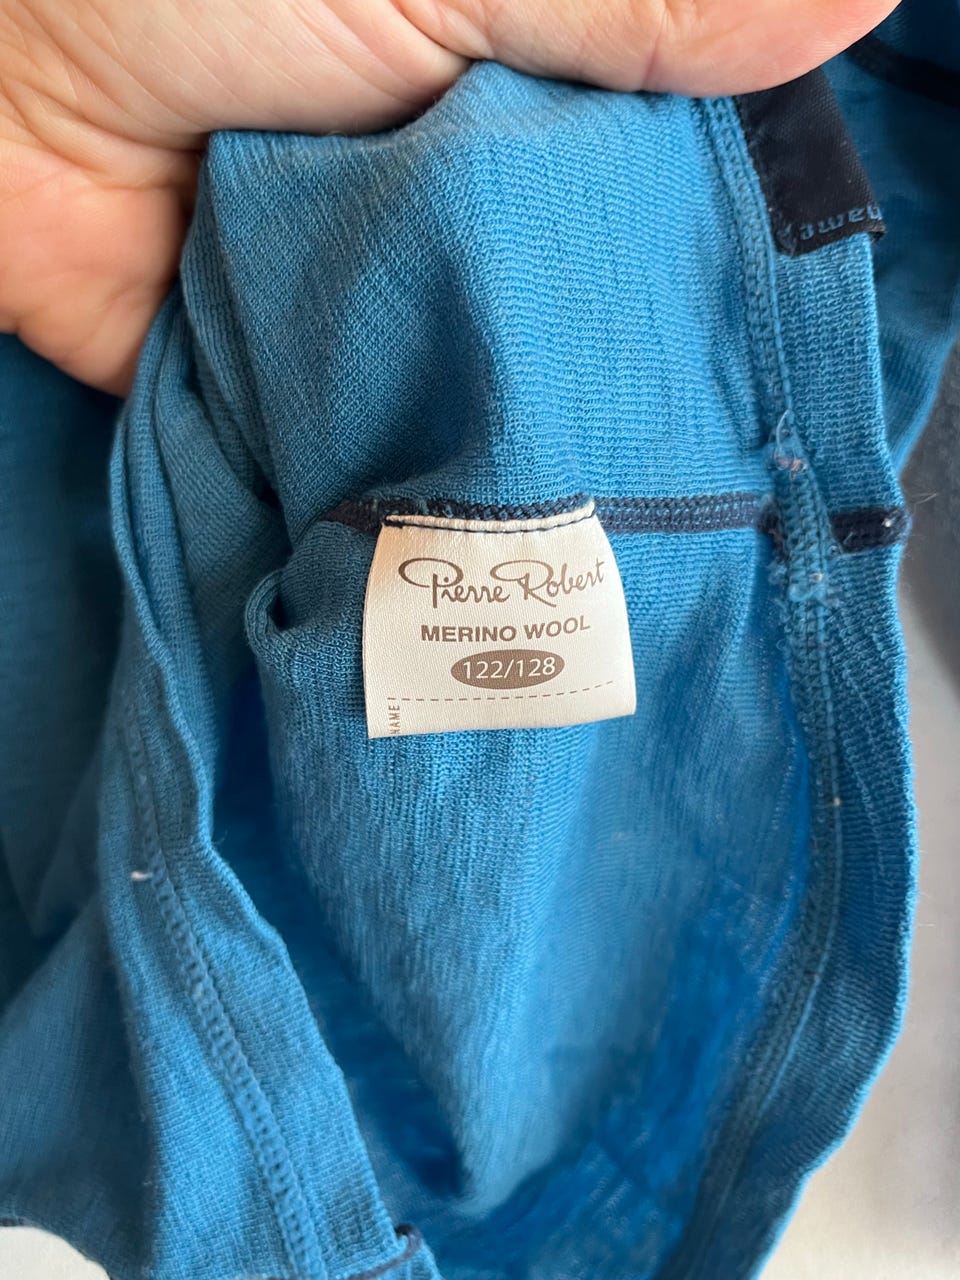 Pierre Robert
MERINO WOOL
122/128
NAME